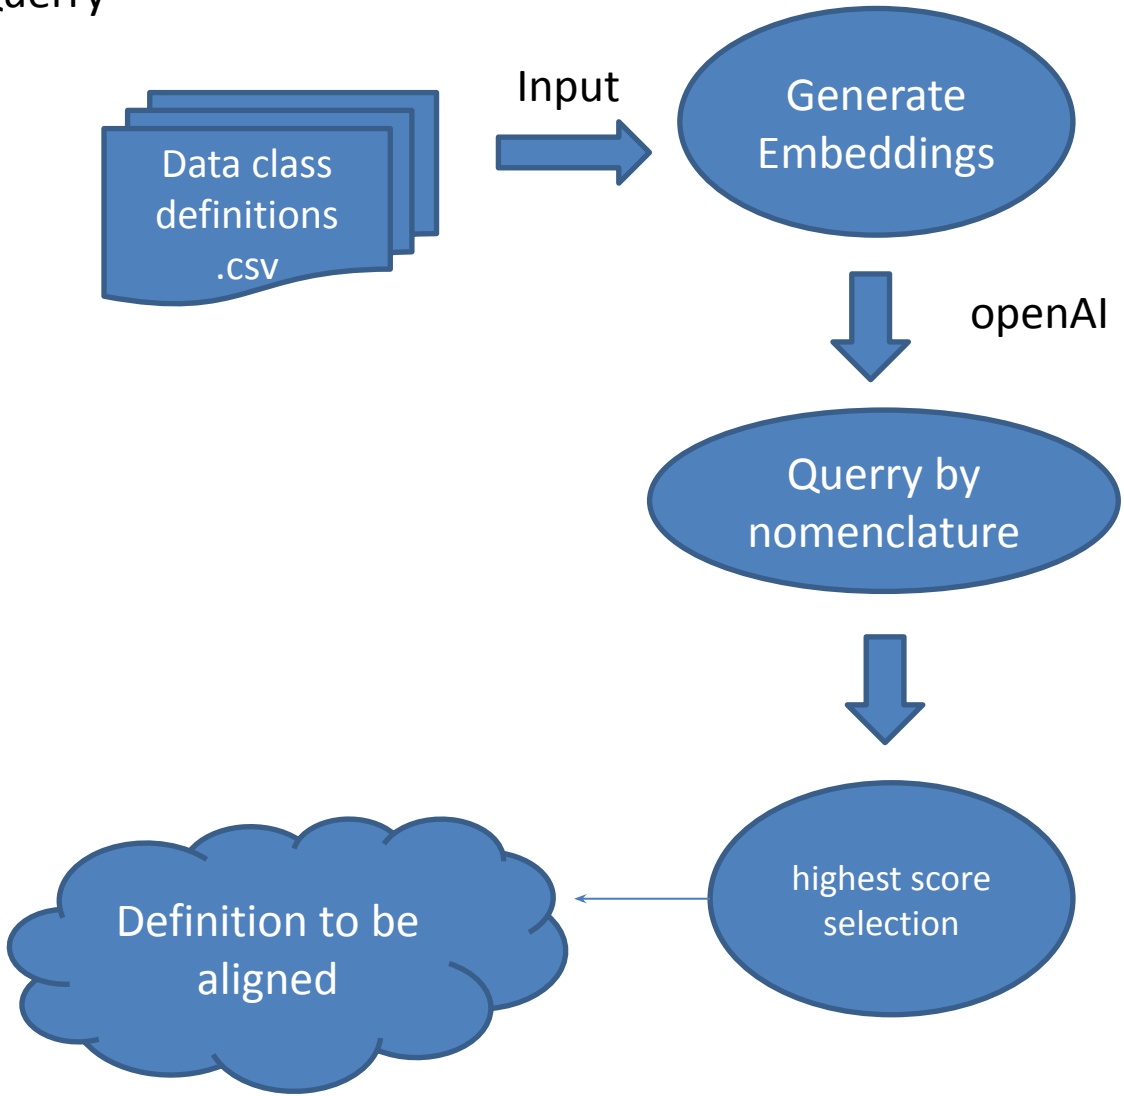 Input
Generate
Embeddings
Data class
definitions
.csv
openAI
Querry by
nomenclature
highest score
selection
Definition to be
aligned